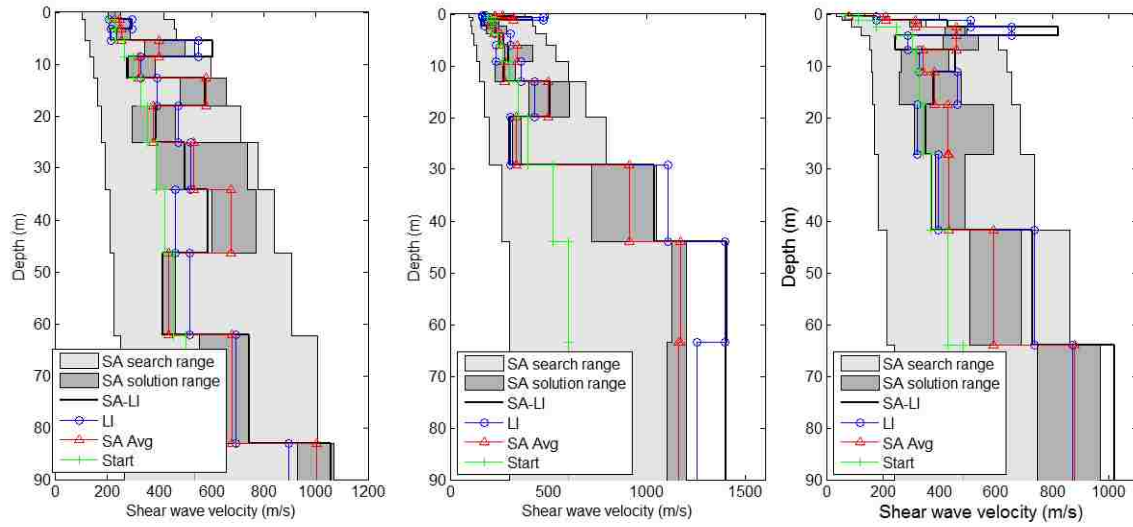 0
10
20
30
40
50
60
70
80
90
Depth (m)
SA search range
SA solution range
SA-LI
LI
SA Avg
Start
0 200 400 600 800 1000 1200
Shear wave velocity (m/s)
0
10
20
30
40
50
60
70
80
90
Depth (m)
SA search range
SA solution range
SA-LI
LI
SA Avg
Start
0 500 1000 1500
Shear wave velocity (m/s)
0
10
20
30
40
50
60
70
80
90
Depth (m)
SA search range
SA solution range
SA-LI
LI
SA Avg
Start
0 200 400 600 800 1000
Shear wave velocity (m/s)